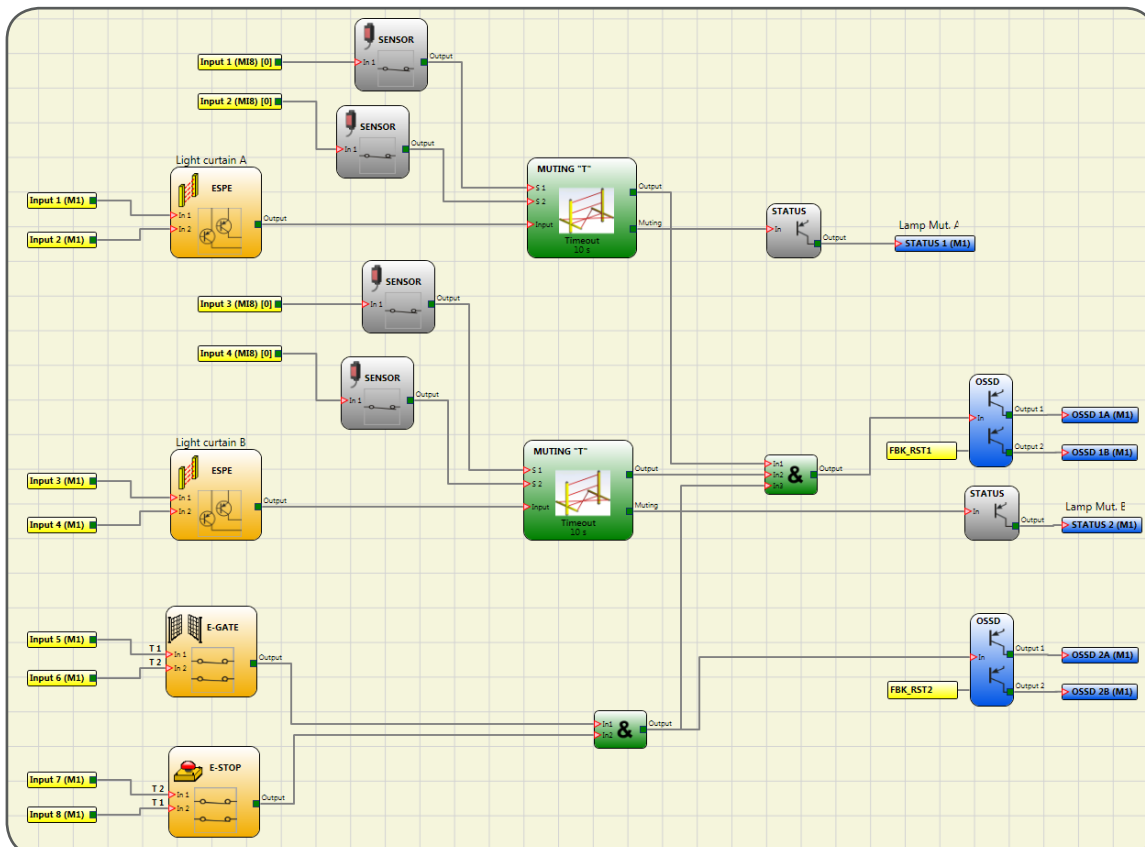 SENSOR
Input 1 (MI8) [0]
In 1
Output
Input 2 (MI8) [0]
SENSOR
In 1
Output
Light curtain A
ESPE
Input 1 (M1)
In 1
Input 2 (M1)
In 2
Output
MUTING "T"
S 1
S 2
Input
Output
Muting
Timeout
10 s
STATUS
In
Output
Lamp Mut. A
STATUS 1 (M1)
SENSOR
Input 3 (MI8) [0]
In 1
Output
Input 4 (MI8) [0]
SENSOR
In 1
Output
Light curtain B
ESPE
Input 3 (M1)
In 1
Input 4 (M1)
In 2
Output
MUTING "T"
S 1
S 2
Input
Output
Muting
Timeout
10 s
In1
In2
In3
&
Output
OSSD
In
Output 1
OSSD 1A (M1)
FBK_RST1
Output 2
OSSD 1B (M1)
STATUS
In
Output
Lamp Mut. B
STATUS 2 (M1)
E-GATE
Input 5 (M1)
T 1
In 1
Input 6 (M1)
T 2
In 2
Output
E-STOP
Input 7 (M1)
T 2
In 1
Input 8 (M1)
T 1
In 2
Output
In1
In2
&
Output
OSSD
In
Output 1
OSSD 2A (M1)
FBK_RST2
Output 2
OSSD 2B (M1)